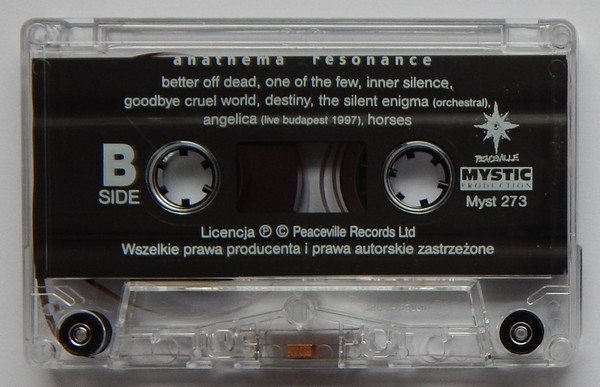 anathema resonance
better off dead, one of the few, inner silence,
goodbye cruel world, destiny, the silent enigma (orchestral),
angelica (live budapest 1997), horses
PEACEVILLE
B
SIDE
MYSTIC
PRODUCTION
Myst 273
Licencja Ⓟ © Peaceville Records Ltd
Wszelkie prawa producenta i prawa autorskie zastrzeżone